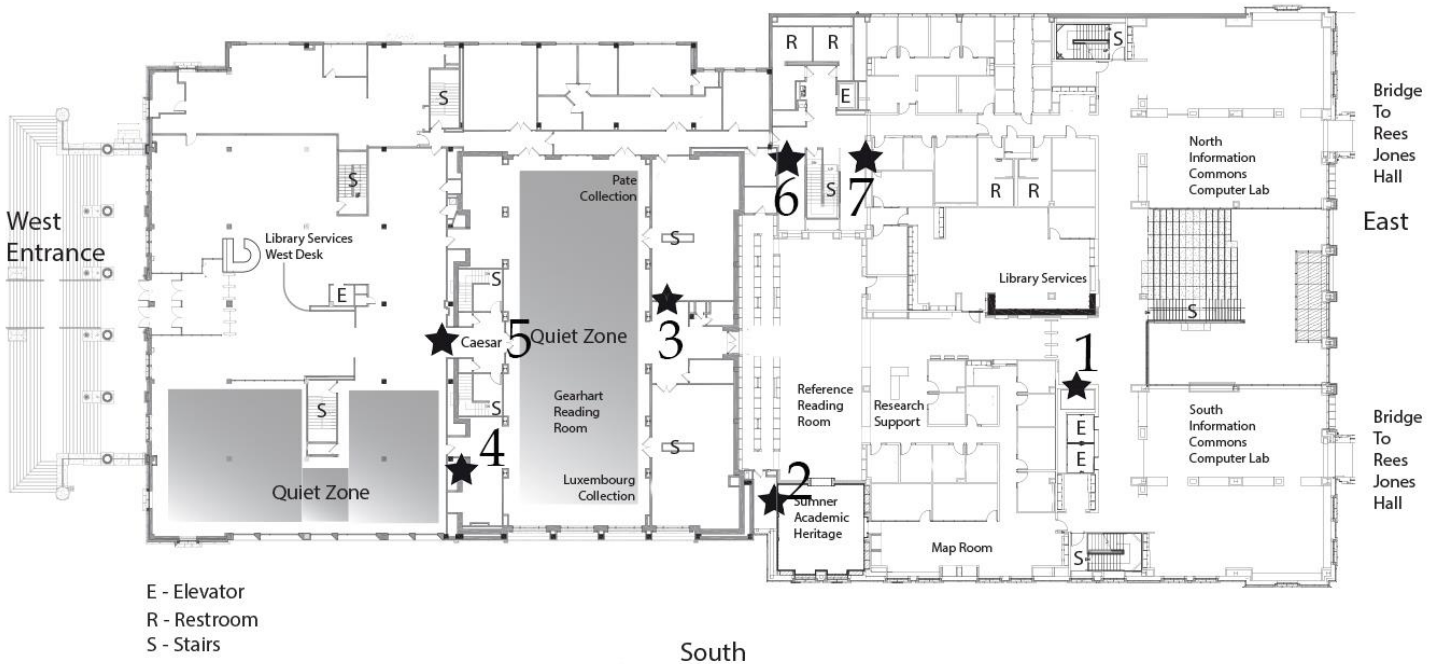 R R
S
S
E
Bridge
To
Rees
Jones
Hall
North
Information
Commons
Computer Lab
6
S
7
R R
S
Pate
Collection
West
Entrance
East
Library Services
West Desk
S
S
E
Library Services
S
3
Caesar
5
Quiet Zone
1
S
S
Gearhart
Reading
Room
Reference
Reading
Room
Research
Support
South
Information
Commons
Computer Lab
Bridge
To
Rees
Jones
Hall
E
E
4
S
Luxembourg
Collection
Quiet Zone
2
Sumner
Academic
Heritage
Map Room
S
E - Elevator
R - Restroom
S - Stairs
South